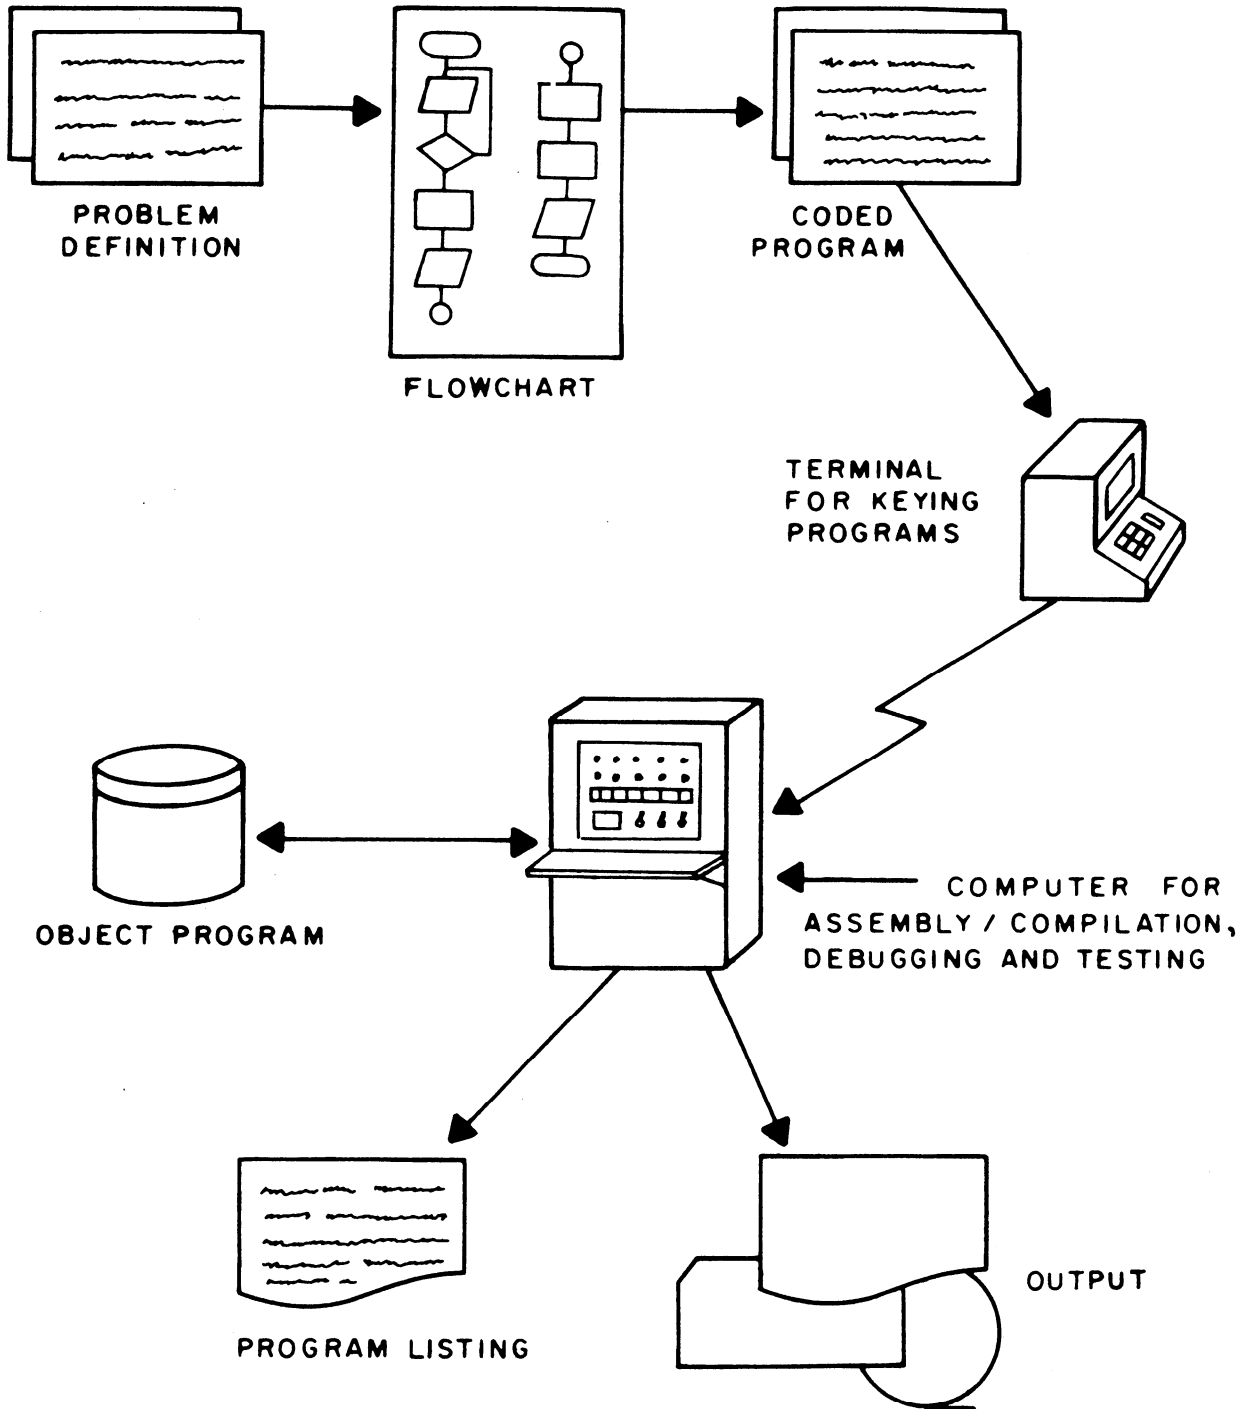 PROBLEM
DEFINITION
FLOWCHART
CODED
PROGRAM
TERMINAL
FOR KEYING
PROGRAMS
OBJECT PROGRAM
COMPUTER FOR
ASSEMBLY / COMPILATION,
DEBUGGING AND TESTING
PROGRAM LISTING
OUTPUT